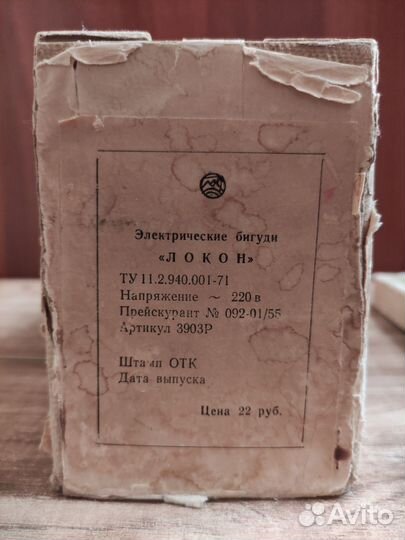 Электрические бигуди
«ЛОКОН»
ТУ 11.2.940.001-71
Напряжение ~ 220 в
Прейскурант № 092-01/55
Артикул 3903Р
Штамп ОТК
Дата выпуска
Цена 22 руб.
Avito